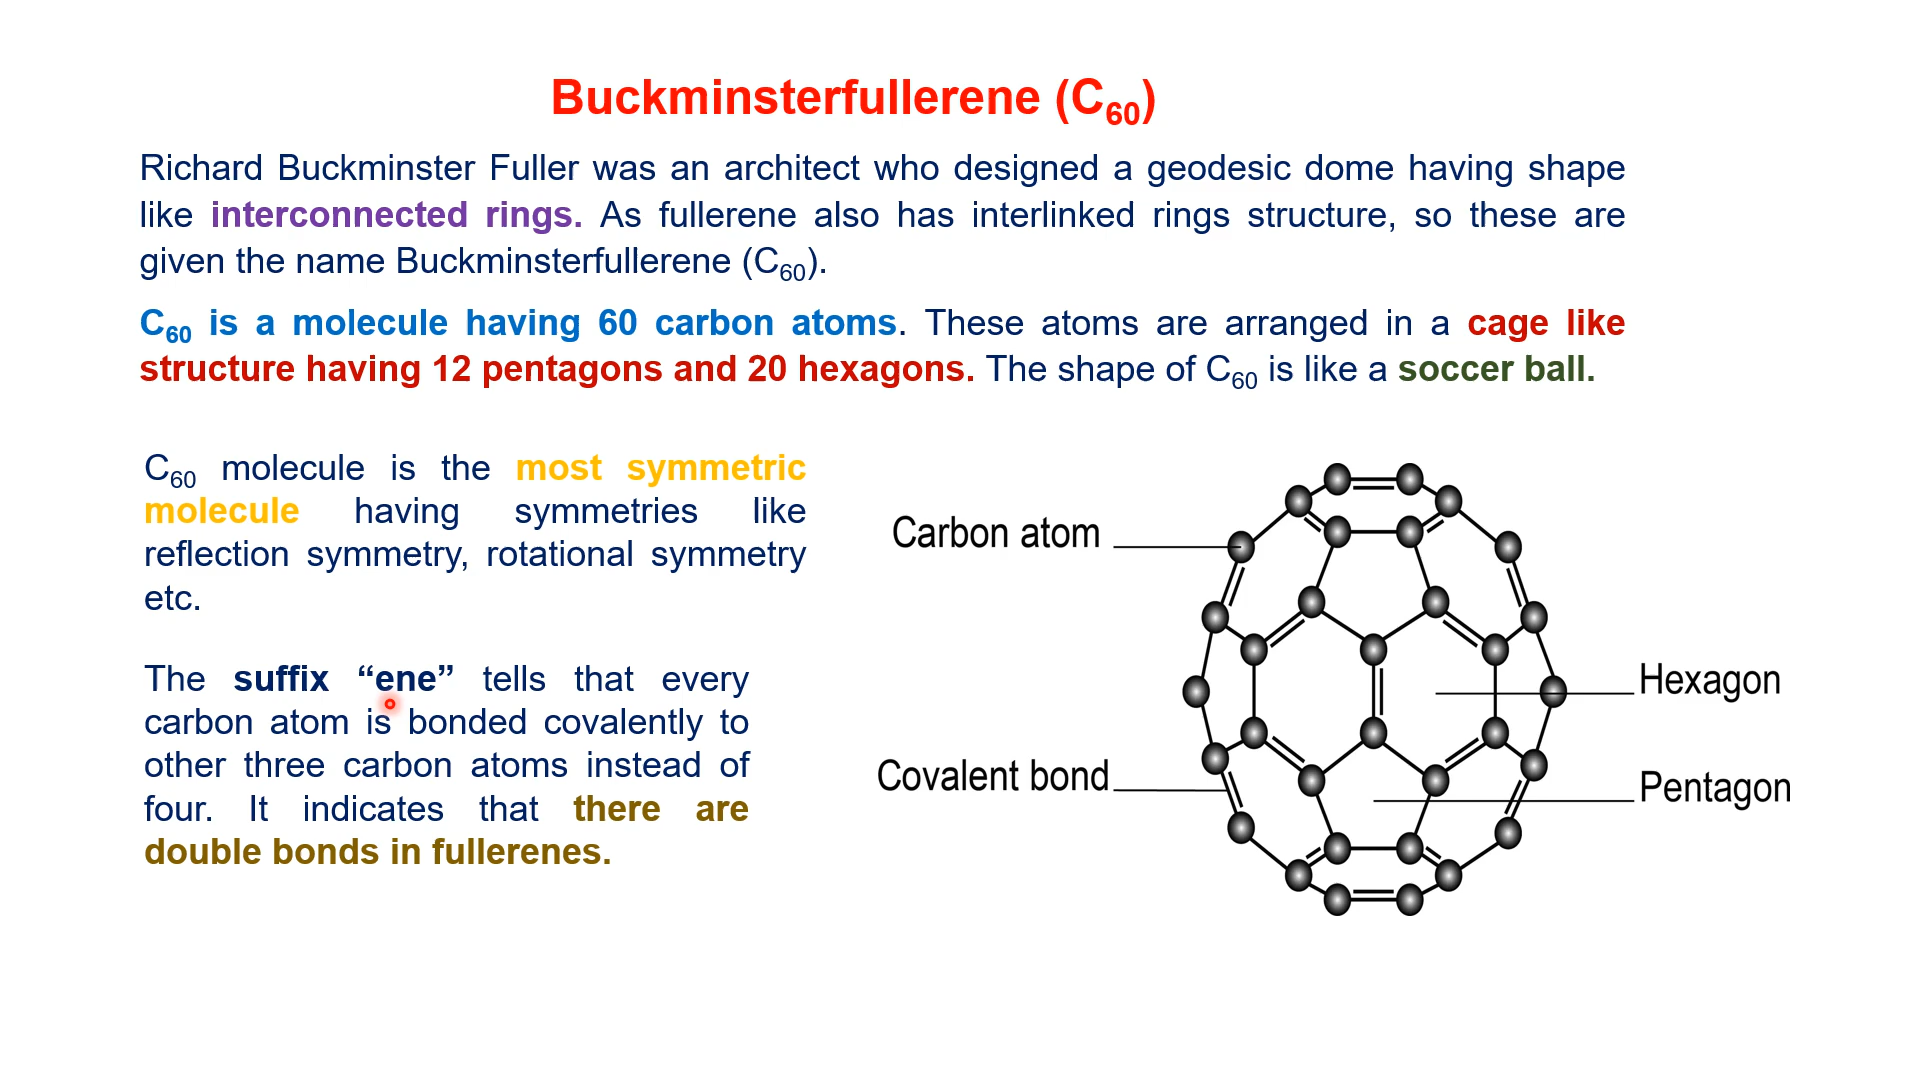 Buckminsterfullerene (C60)
Richard Buckminster Fuller was an architect who designed a geodesic dome having shape
like interconnected rings. As fullerene also has interlinked rings structure, so these are
given the name Buckminsterfullerene (C60).
C60 is a molecule having 60 carbon atoms. These atoms are arranged in a cage like
structure having 12 pentagons and 20 hexagons. The shape of C60 is like a soccer ball.
C60 molecule is the most symmetric
molecule having symmetries like
reflection symmetry, rotational symmetry
etc.
The suffix “ene” tells that every
carbon atom is bonded covalently to
other three carbon atoms instead of
four. It indicates that there are
double bonds in fullerenes.
Carbon atom
Hexagon
Covalent bond
Pentagon